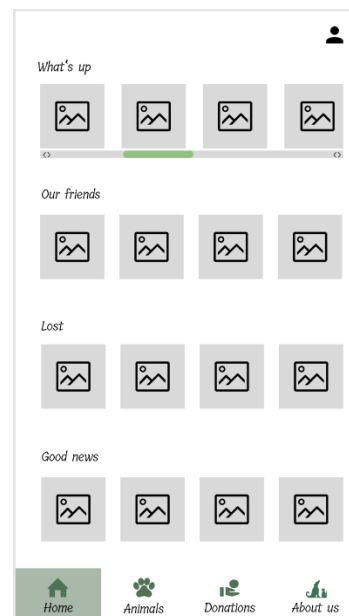 What's up
Our friends
Lost
Good news
Home Animals Donations About us